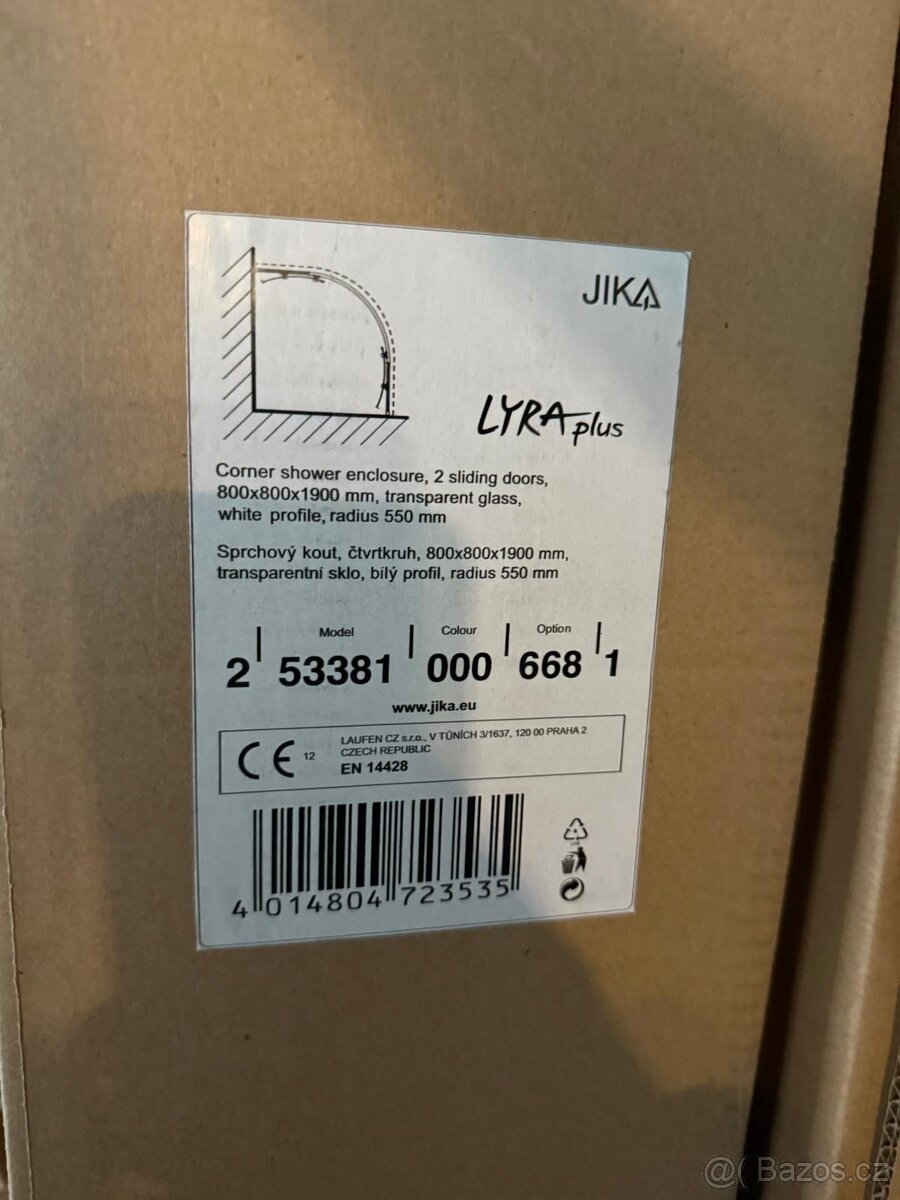 JIKA
LYRA plus
Corner shower enclosure, 2 sliding doors,
800x800x1900 mm, transparent glass,
white profile, radius 550 mm
Sprchový kout, čtvrtkruh, 800x800x1900 mm,
transparentní sklo, bílý profil, radius 550 mm
Model Colour Option
2 53381 000 668 1
www.jika.eu
CE 12
LAUFEN CZ s.r.o., V TŮNÍCH 3/1637, 120 00 PRAHA 2
CZECH REPUBLIC
EN 14428
4 014804 723535
@( Bazos.cz